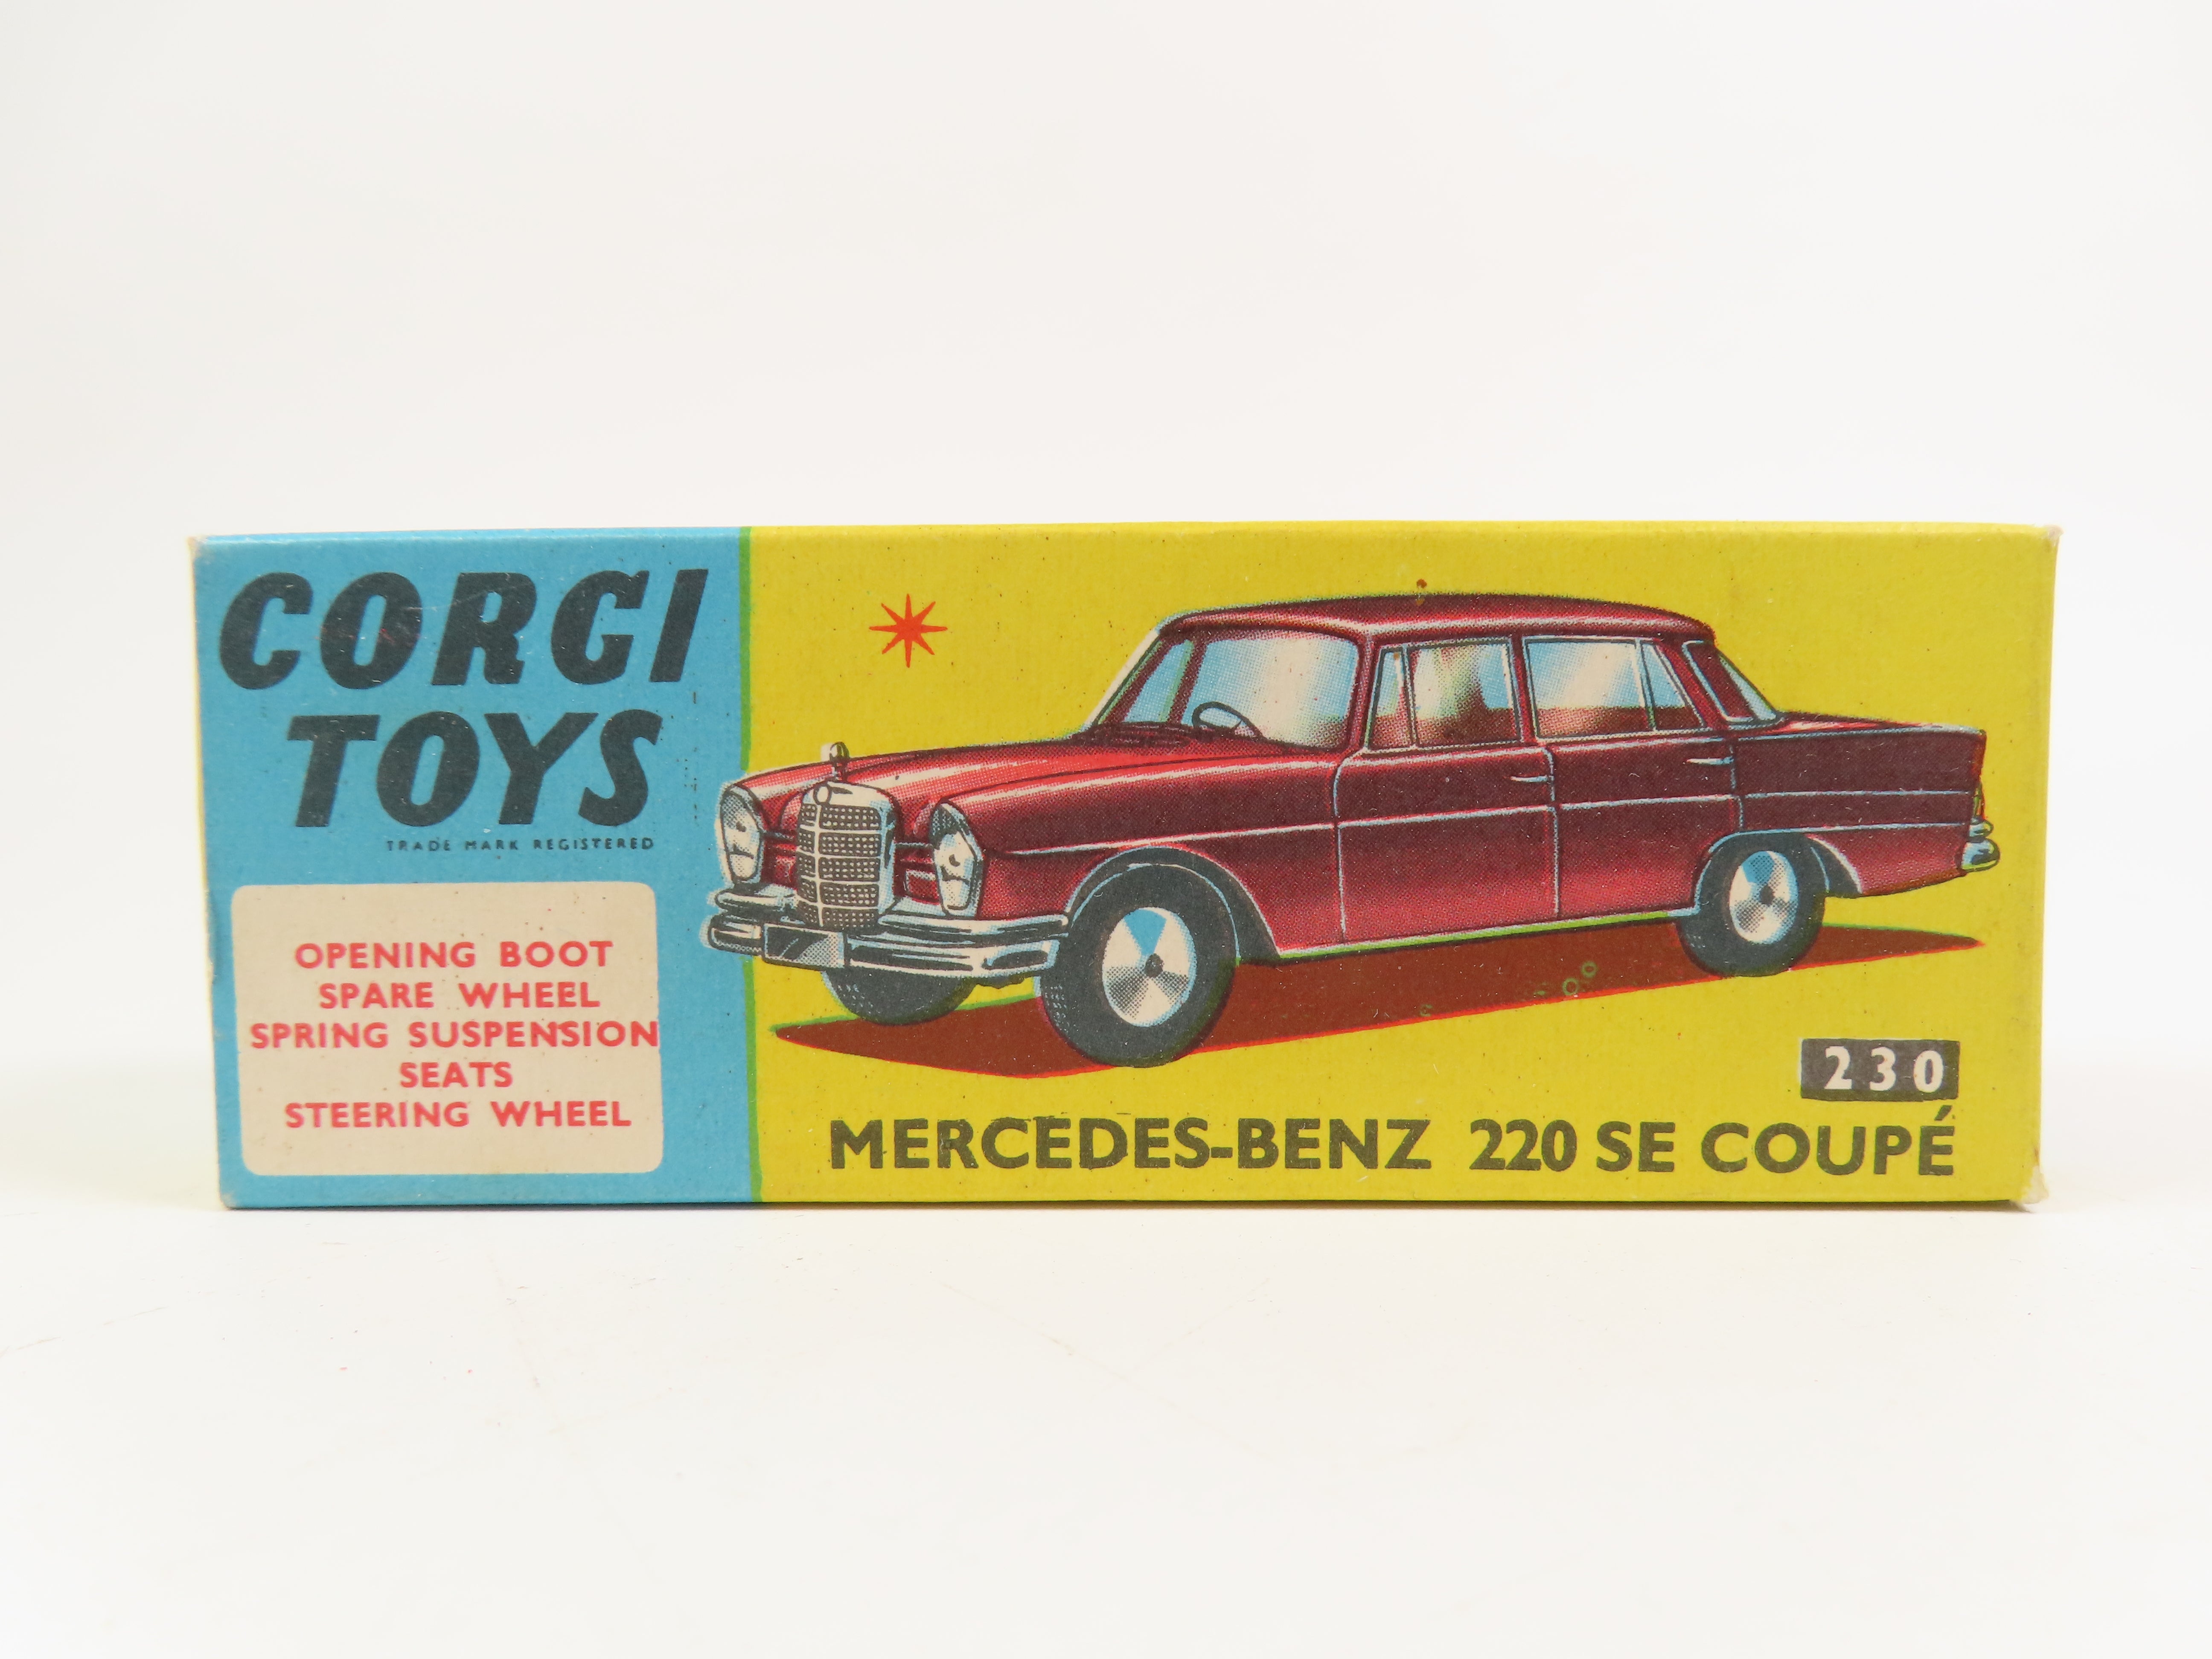 CORGI
TOYS
TRADE MARK REGISTERED
OPENING BOOT
SPARE WHEEL
SPRING SUSPENSION
SEATS
STEERING WHEEL
230
MERCEDES-BENZ 220 SE COUPÉ